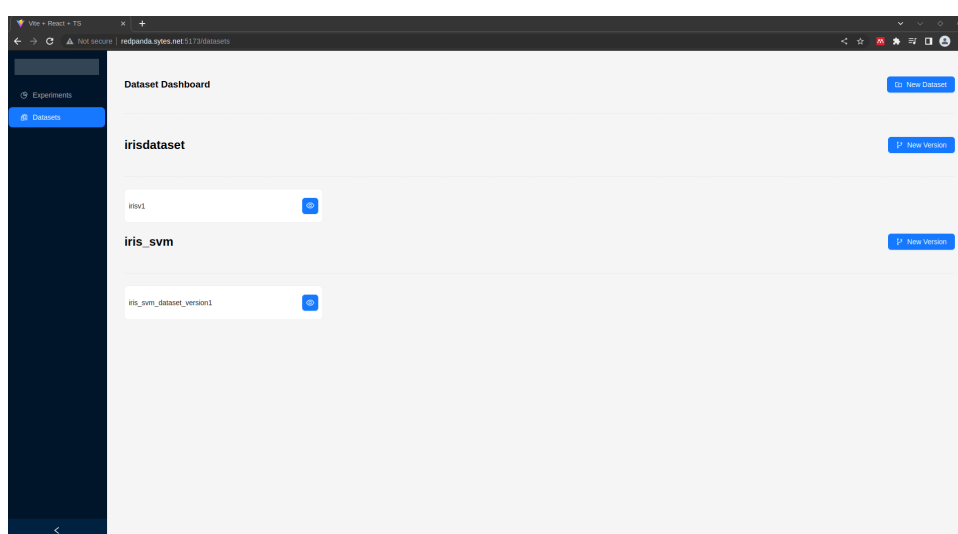 Vite + React + TS
Not secure | redpanda.sytes.net:5173/datasets
Experiments
Datasets
Dataset Dashboard
New Dataset
irisdataset
New Version
irisv1
iris_svm
New Version
iris_svm_dataset_version1